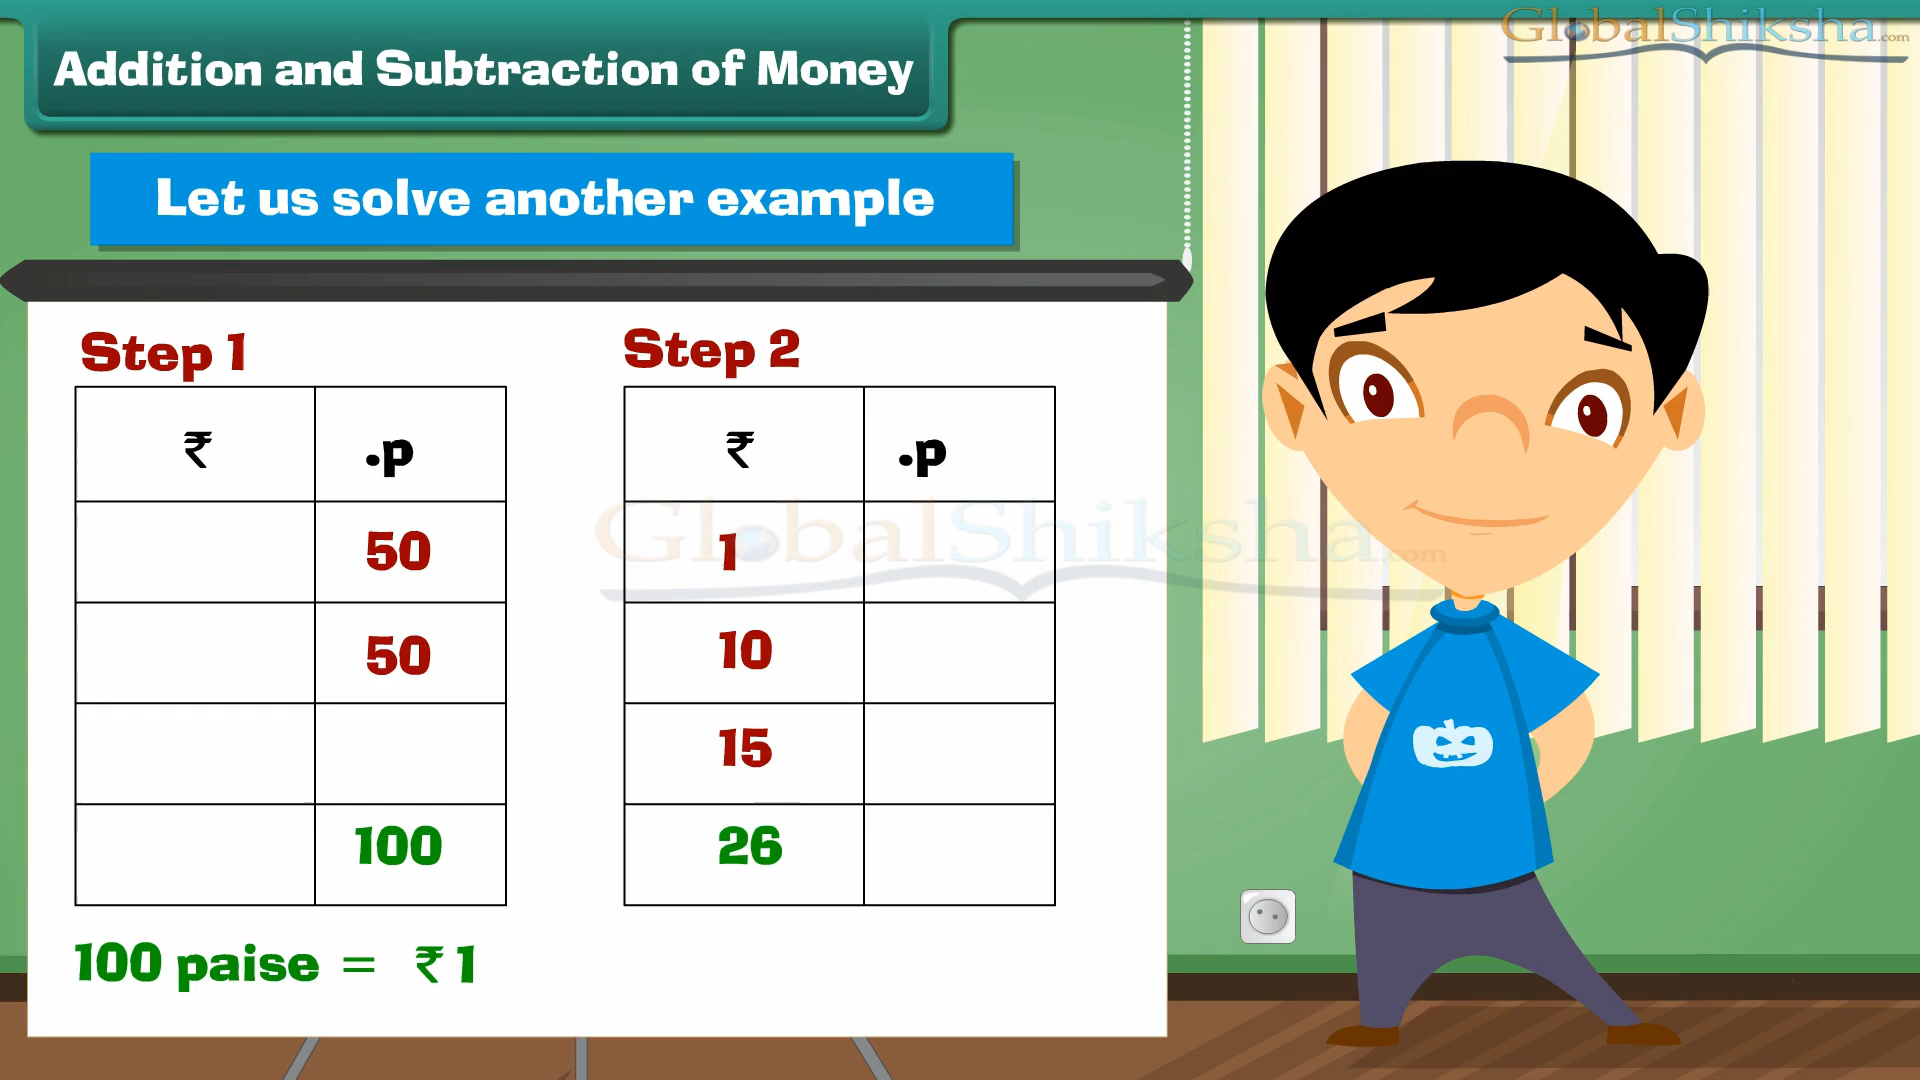 GlobalShiksha.com
Addition and Subtraction of Money
Let us solve another example
Step 1
Step 2
₹ .p
₹ .p
50
1
50
10
15
100
26
100 paise = ₹ 1
GlobalShiksha.com